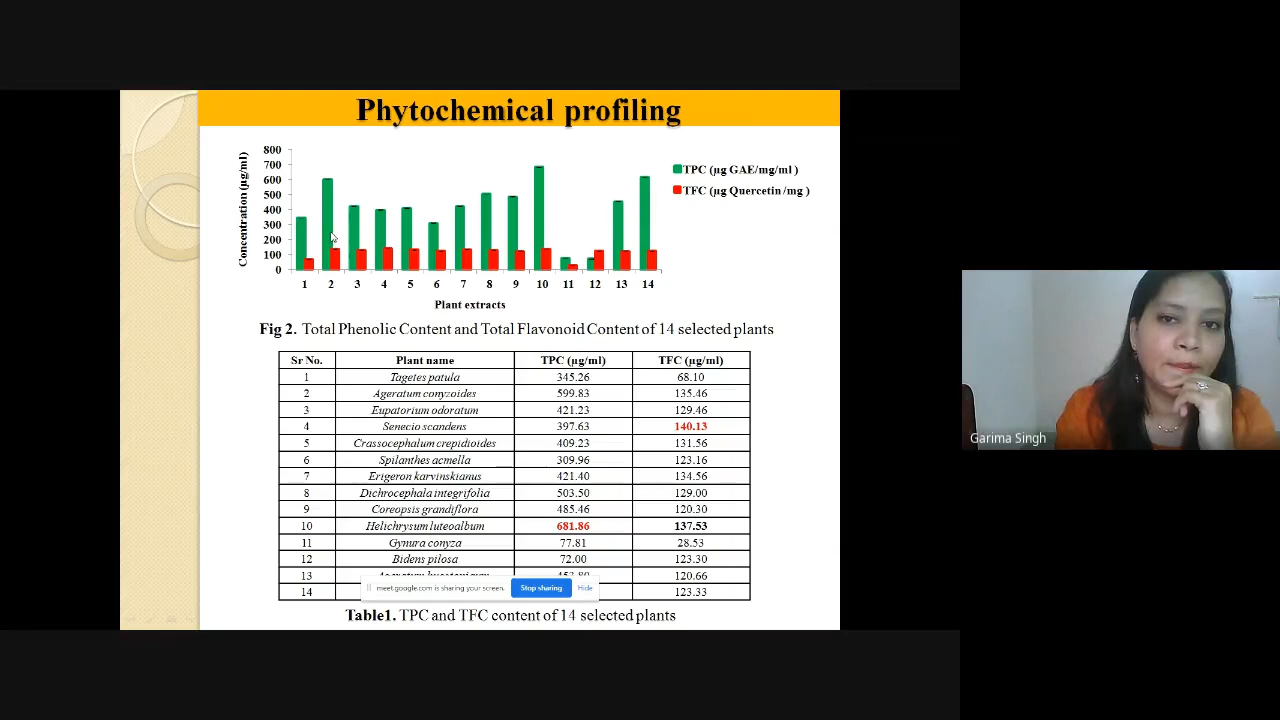 Phytochemical profiling
800
700
600
500
400
300
200
100
0
Concentration (µg/ml)
1 2 3 4 5 6 7 8 9 10 11 12 13 14
Plant extracts
TPC (µg GAE/mg/ml )
TFC (µg Quercetin /mg )
Fig 2. Total Phenolic Content and Total Flavonoid Content of 14 selected plants
Sr No. Plant name TPC (µg/ml) TFC (µg/ml)
1 Tagetes patula 345.26 68.10
2 Ageratum conyzoides 599.83 135.46
3 Eupatorium odoratum 421.23 129.46
4 Senecio scandens 397.63 140.13
5 Crassocephalum crepidioides 409.23 131.56
6 Spilanthes acmella 309.96 123.16
7 Erigeron karvinskianus 421.40 134.56
8 Dichrocephala integrifolia 503.50 129.00
9 Coreopsis grandiflora 485.46 120.30
10 Helichrysum luteoalbum 681.86 137.53
11 Gynura conyza 77.81 28.53
12 Bidens pilosa 72.00 123.30
13 120.66
14 123.33
meet.google.com is sharing your screen. Stop sharing Hide
Table1. TPC and TFC content of 14 selected plants
Garima Singh